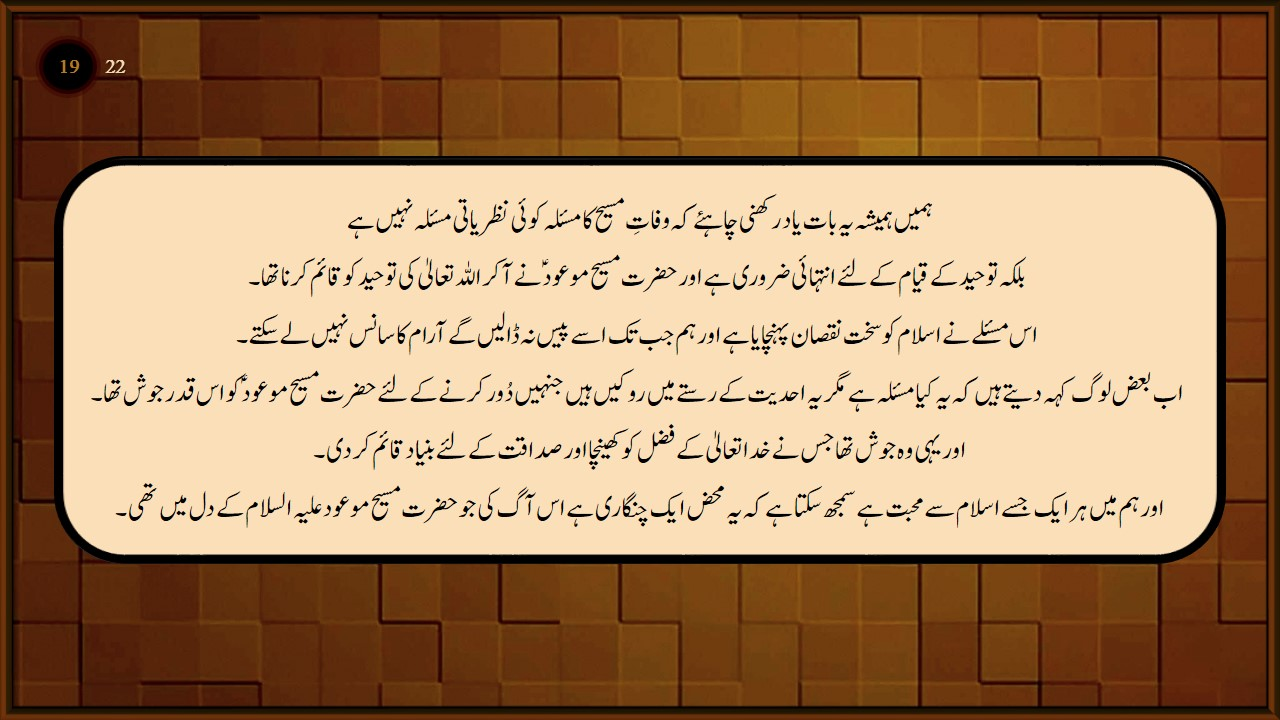 19 22
ہمیں ہمیشہ یہ بات یاد رکھنی چاہئے کہ وفاتِ مسیح کا مسئلہ کوئی نظریاتی مسئلہ نہیں ہے
بلکہ توحید کے قیام کے لئے انتہائی ضروری ہے اور حضرت مسیح موعودؑ نے آکر اللہ تعالیٰ کی توحید کو قائم کرنا تھا۔
اس مسئلے نے اسلام کو سخت نقصان پہنچایا ہے اور ہم جب تک اسے پیس نہ ڈالیں گے آرام کا سانس نہیں لے سکتے۔
اب بعض لوگ کہہ دیتے ہیں کہ یہ کیا مسئلہ ہے مگر یہ احدیت کے رستے میں روکیں ہیں جنہیں دُور کرنے کے لئے حضرت مسیح موعودؑ کو اس قدر جوش تھا۔
اور یہی وہ جوش تھا جس نے خدا تعالیٰ کے فضل کو کھینچا اور صداقت کے لئے بنیاد قائم کر دی۔
اور ہم میں ہر ایک جسے اسلام سے محبت ہے سمجھ سکتا ہے کہ یہ محض ایک چنگاری ہے اس آگ کی جو حضرت مسیح موعود علیہ السلام کے دل میں تھی۔